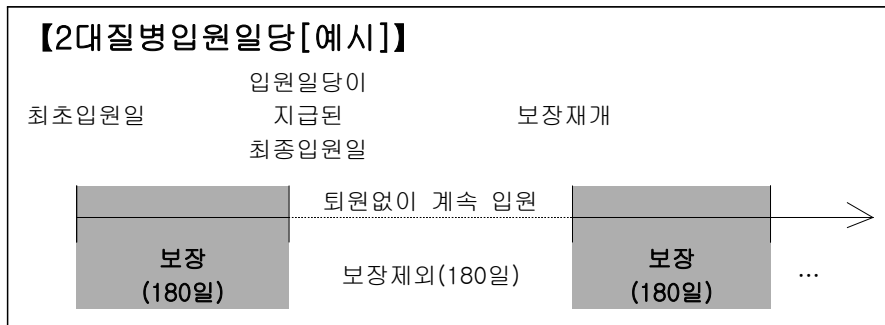 【2대질병입원일당[예시]】
최초입원일
입원일당이
지급된
최종입원일
보장재개
퇴원없이 계속 입원
보장
(180일)
보장제외(180일)
보장
(180일)
…